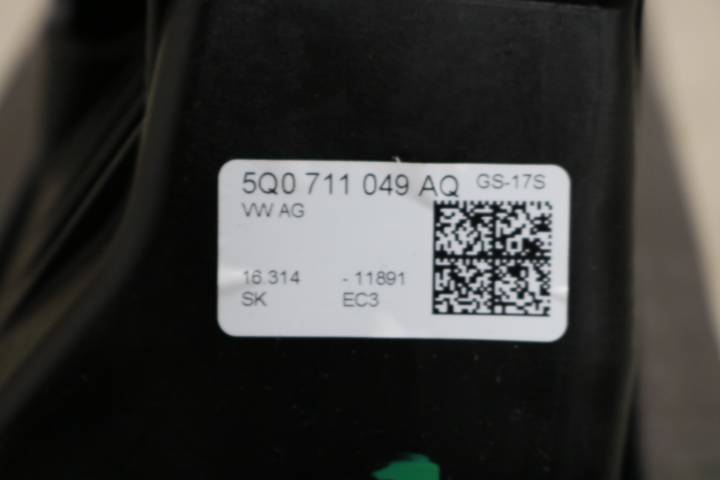 5Q0 711 049 AQ GS-17S
VW AG
16.314 - 11891
SK EC3